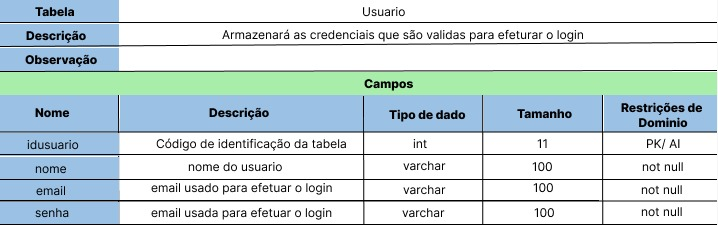 Tabela Usuario
Descrição Armazenará as credenciais que são validas para efeturar o login
Observação
Campos
Nome Descrição Tipo de dado Tamanho Restrições de Dominio
idusuario Código de identificação da tabela int 11 PK/ AI
nome nome do usuario varchar 100 not null
email email usado para efetuar o login varchar 100 not null
senha email usada para efetuar o login varchar 100 not null